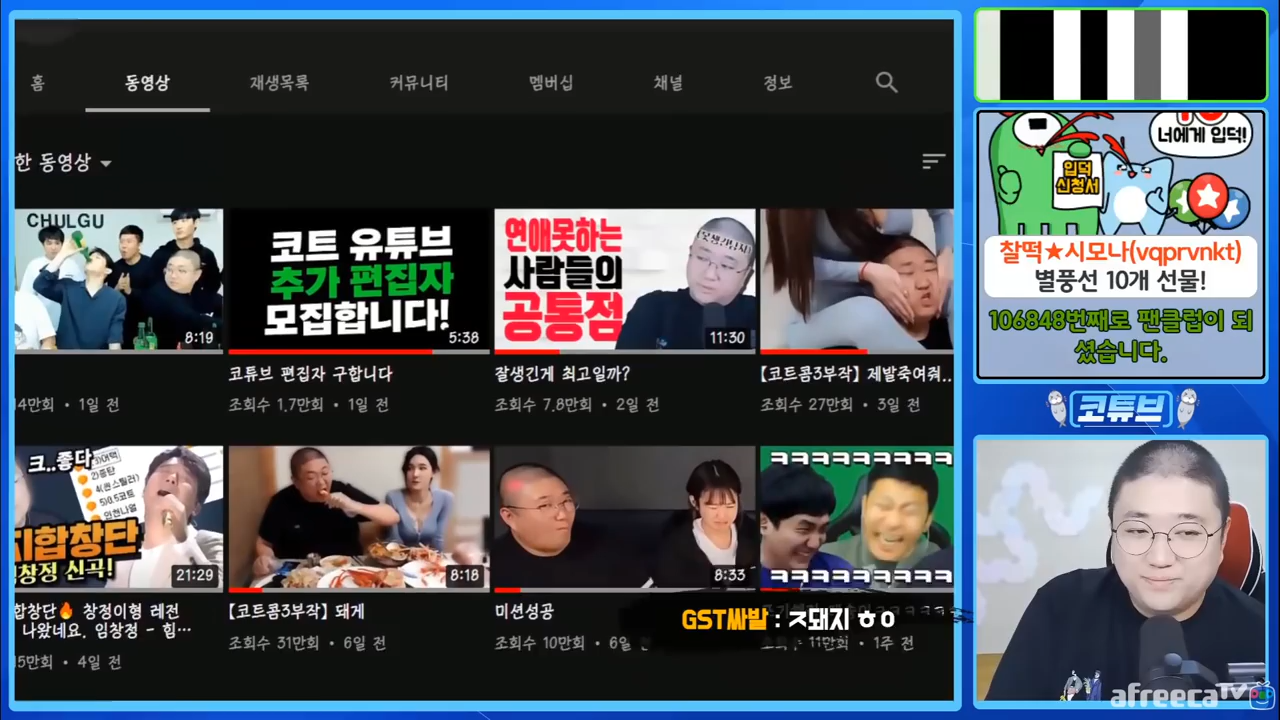 홈
동영상
재생목록
커뮤니티
멤버십
채널
정보
한 동영상
CHULGU
8:19
코트 유튜브
추가 편집자
모집합니다!
5:38
연애못하는
사람들의
공통점
11:30
코튜브 편집자 구합니다
잘생긴게 최고일까?
【코트콤3부작】 제발죽여줘..
4만회 • 1일 전
조회수 1.7만회 • 1일 전
조회수 7.8만회 • 2일 전
조회수 27만회 • 3일 전
크..좋다
지합창단
창정 신곡!
21:29
8:18
8:33
ㅋㅋㅋㅋㅋㅋㅋㅋ
ㅋㅋㅋㅋㅋㅋㅋㅋ
합창단🔥 창정이형 레전
나왔네요. 임창정 - 힘…
5만회 • 4일 전
【코트콤3부작】 돼게
조회수 31만회 • 6일 전
미션성공
조회수 10만회 • 6일
조회수 11만회 • 1주 전
GST싸발 : ㅈ돼지 ㅎㅇ
너에게 입덕!
입덕
신청서
찰떡★시모나(vqprvnkt)
별풍선 10개 선물!
106848번째로 팬클럽이 되
셨습니다.
코튜브
afreecaTV